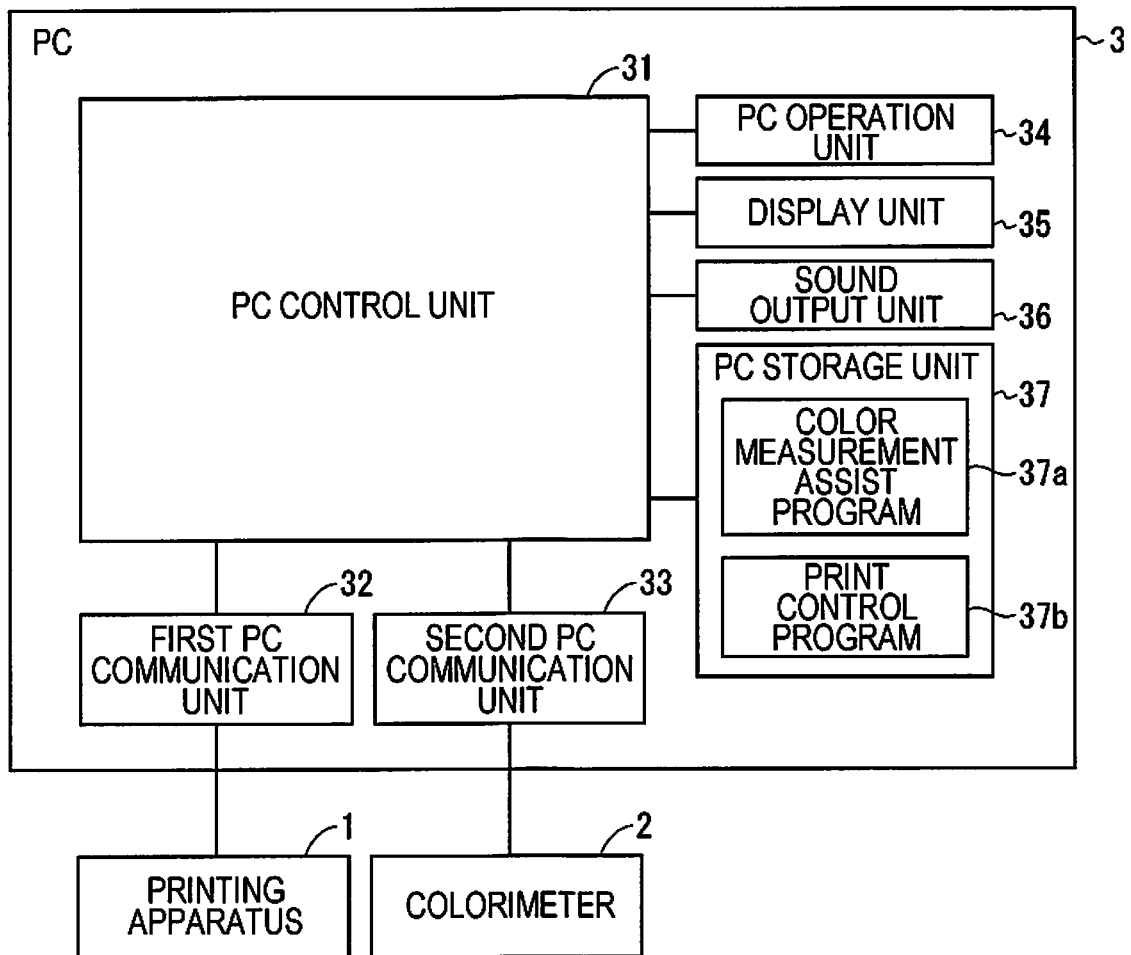 PC
3
31
PC CONTROL UNIT
PC OPERATION
UNIT
34
DISPLAY UNIT
35
SOUND
OUTPUT UNIT
36
PC STORAGE UNIT
37
COLOR
MEASUREMENT
ASSIST
PROGRAM
37a
PRINT
CONTROL
PROGRAM
37b
32
FIRST PC
COMMUNICATION
UNIT
33
SECOND PC
COMMUNICATION
UNIT
1
PRINTING
APPARATUS
2
COLORIMETER